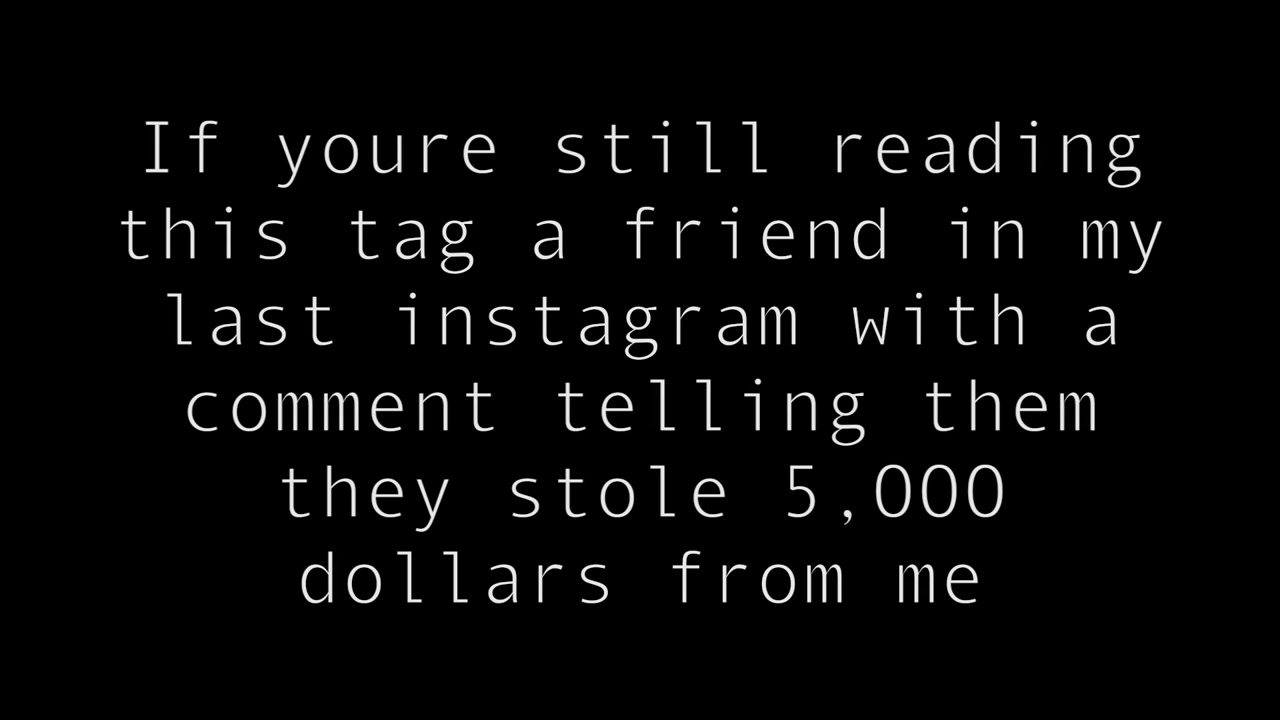 If youre still reading
this tag a friend in my
last instagram with a
comment telling them
they stole 5,000
dollars from me